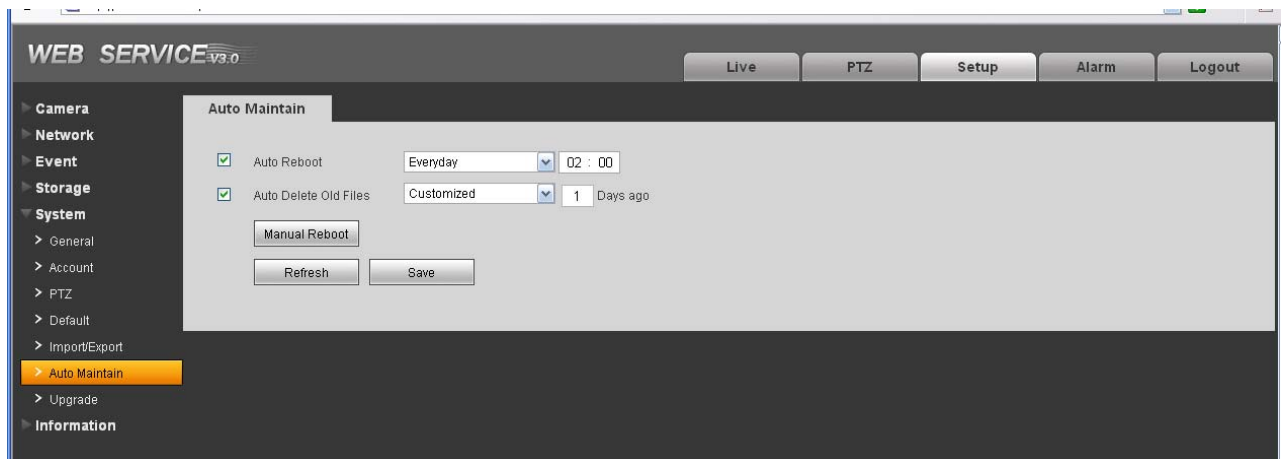 WEB SERVICE V3.0
Live PTZ Setup Alarm Logout
Camera
Network
Event
Storage
System
> General
> Account
> PTZ
> Default
> Import/Export
> Auto Maintain
> Upgrade
Information
Auto Maintain
Auto Reboot Everyday 02 : 00
Auto Delete Old Files Customized 1 Days ago
Manual Reboot
Refresh Save